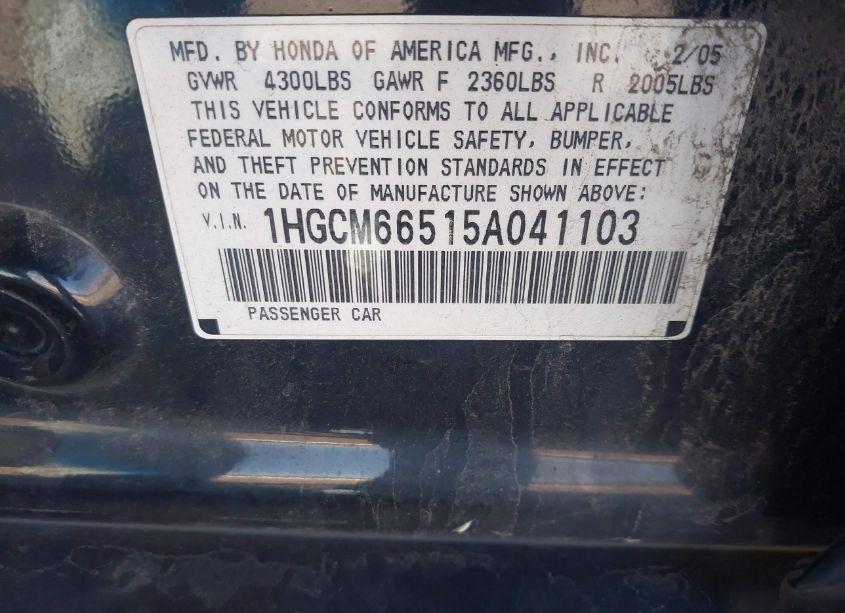 MFD. BY HONDA OF AMERICA MFG., INC. 2/05
GVWR 4300LBS GAWR F 2360LBS R 2005LBS
THIS VEHICLE CONFORMS TO ALL APPLICABLE
FEDERAL MOTOR VEHICLE SAFETY, BUMPER,
AND THEFT PREVENTION STANDARDS IN EFFECT
ON THE DATE OF MANUFACTURE SHOWN ABOVE:
V.I.N. 1HGCM66515A041103
PASSENGER CAR